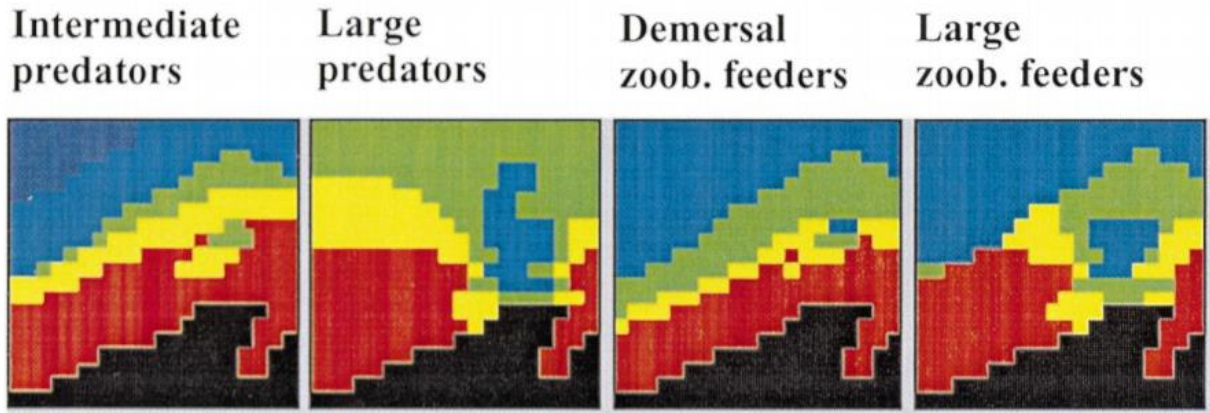 Intermediate
predators
Large
predators
Demersal
zoob. feeders
Large
zoob. feeders